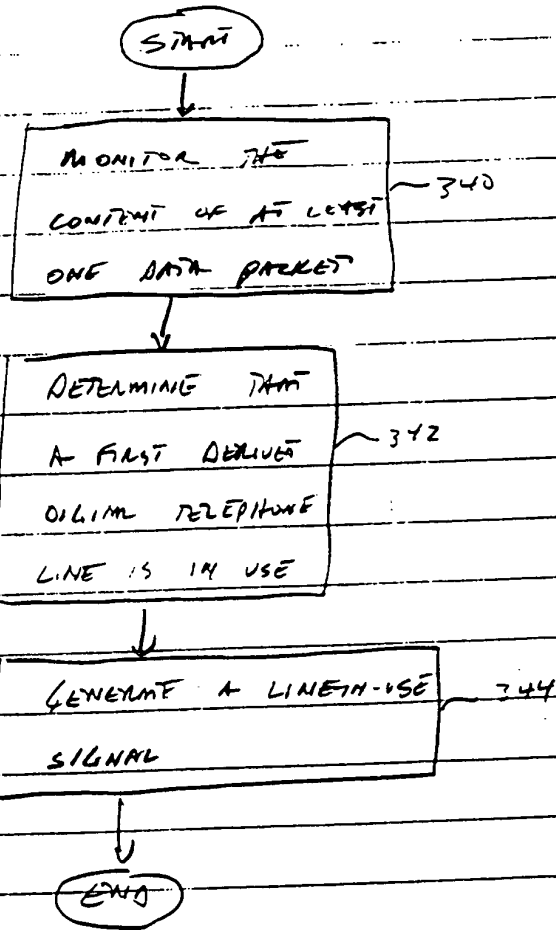 START
MONITOR THE
CONTENT OF AT LEAST
ONE DATA PACKET
340
DETERMINE THAT
A FIRST DERIVED
DIGITAL TELEPHONE
LINE IS IN USE
342
GENERATE A LINE-IN-USE
SIGNAL
344
END